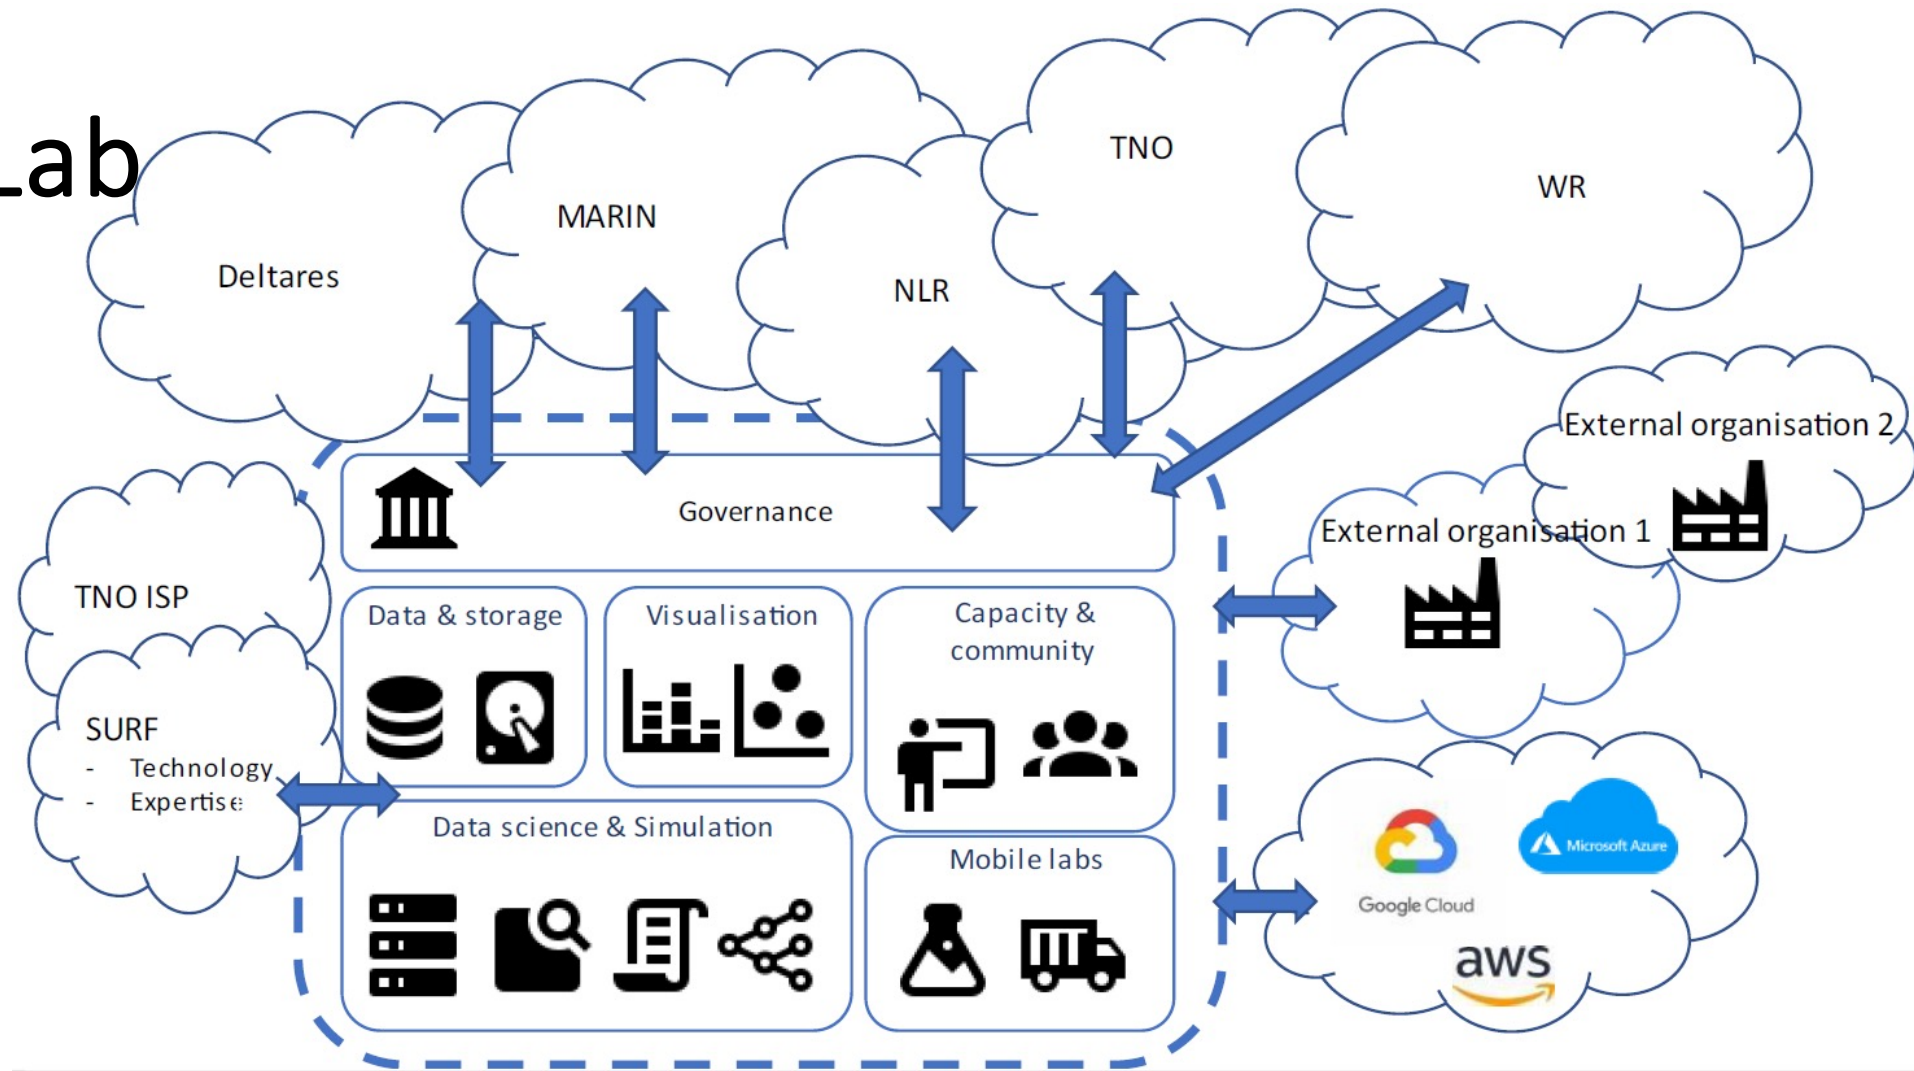 Lab
Deltares
MARIN
NLR
TNO
WR
External organisation 2
External organisation 1
Governance
TNO ISP
SURF
- Technology
- Expertise
Data & storage
Visualisation
Capacity &
community
Data science & Simulation
Mobile labs
Google Cloud
Microsoft Azure
aws